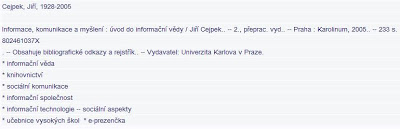 Cejpek, Jiří, 1928-2005
Informace, komunikace a myšlení : úvod do informační vědy / Jiří Cejpek.. -- 2., přeprac. vyd.. -- Praha : Karolinum, 2005.. -- 233 s.
802461037X
. -- Obsahuje bibliografické odkazy a rejstřík.. -- Vydavatel: Univerzita Karlova v Praze.
* informační věda
* knihovnictví
* sociální komunikace
* informační společnost
* informační technologie -- sociální aspekty
* učebnice vysokých škol * e-prezenčka